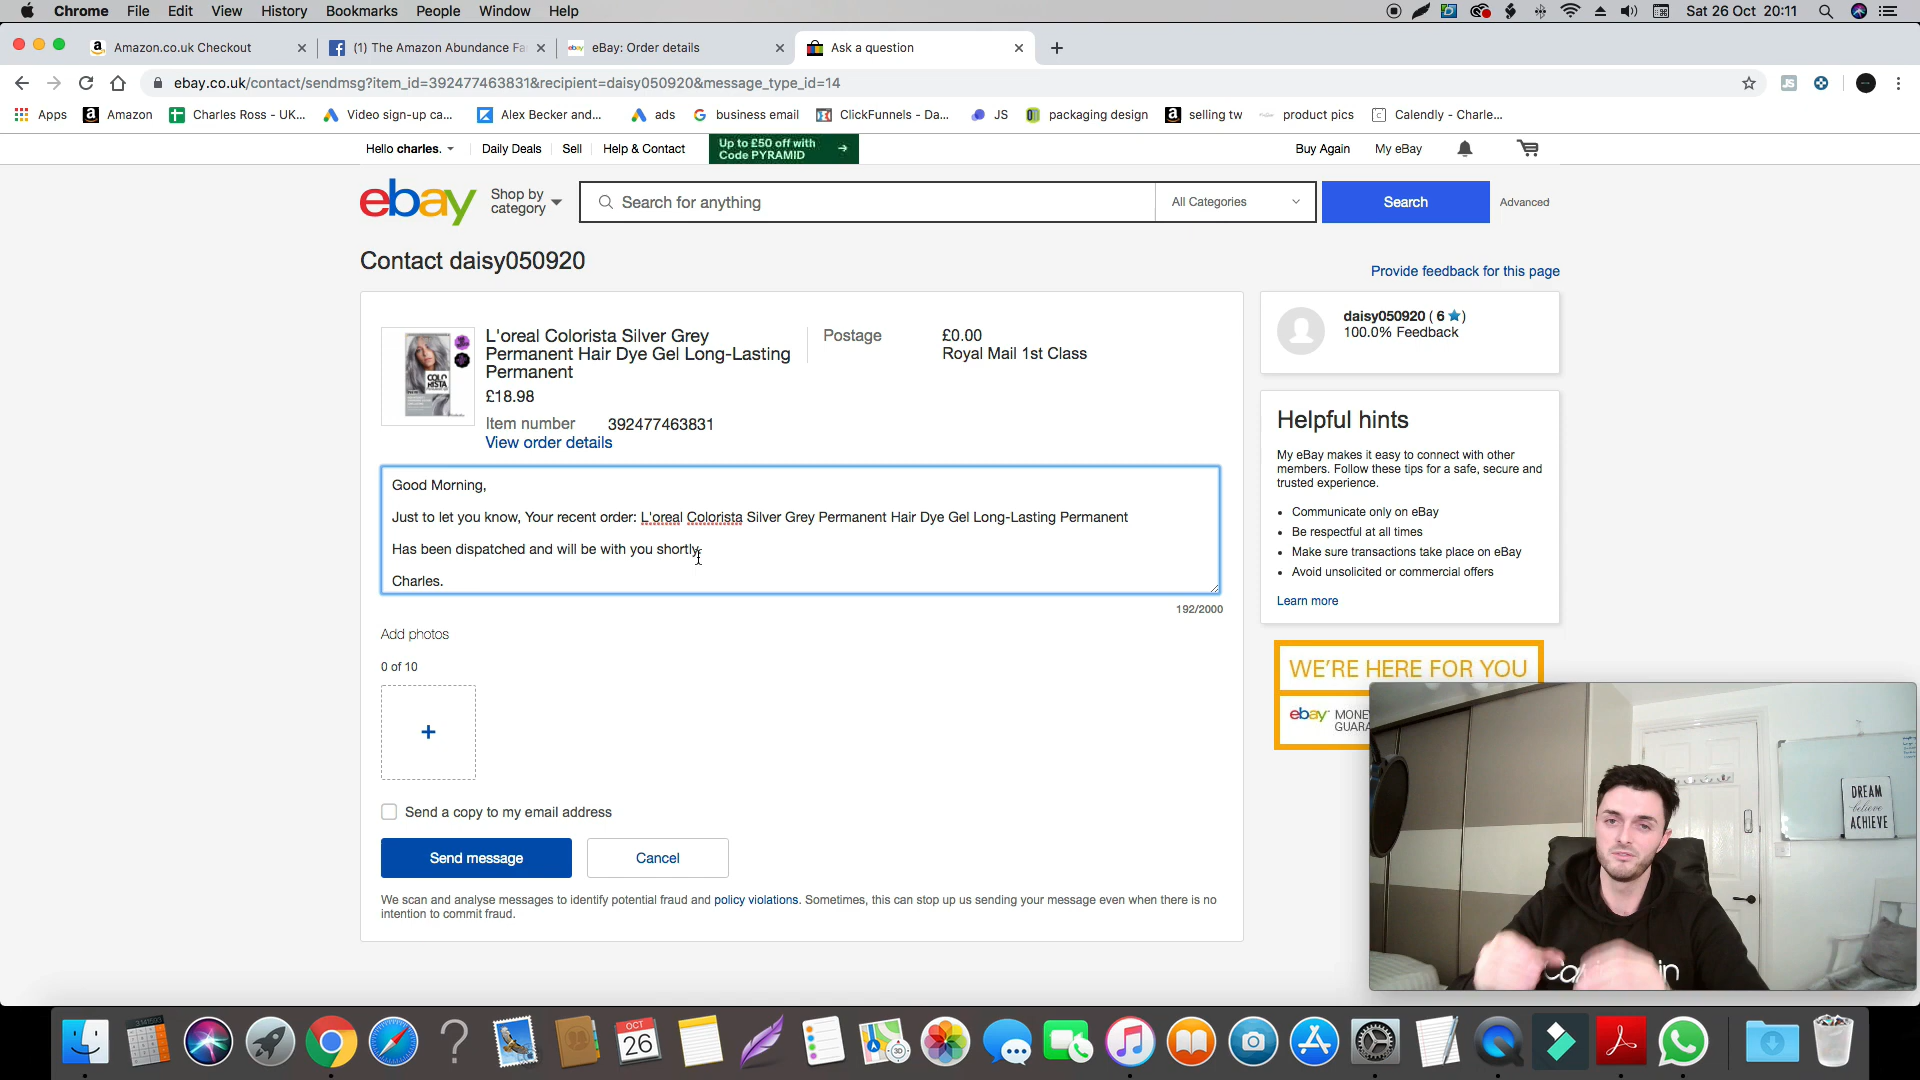 Chrome File Edit View History Bookmarks People Window Help
Sat 26 Oct 20:11
Amazon.co.uk Checkout
(1) The Amazon Abundance Fa
eBay: Order details
Ask a question
ebay.co.uk/contact/sendmsg?item_id=392477463831&recipient=daisy050920&message_type_id=14
Apps Amazon Charles Ross - UK... Video sign-up ca... Alex Becker and... ads business email ClickFunnels - Da... JS packaging design selling tw product pics Calendly - Charle...
Hello charles. Daily Deals Sell Help & Contact
Up to £50 off with
Code PYRAMID
Buy Again My eBay
ebay
Shop by
category
Search for anything
All Categories
Search
Advanced
Contact daisy050920
Provide feedback for this page
L'oreal Colorista Silver Grey
Permanent Hair Dye Gel Long-Lasting
Permanent
£18.98
Item number 392477463831
View order details
Postage
£0.00
Royal Mail 1st Class
Good Morning,
Just to let you know, Your recent order: L'oreal Colorista Silver Grey Permanent Hair Dye Gel Long-Lasting Permanent
Has been dispatched and will be with you shortly.
Charles.
192/2000
Add photos
0 of 10
+
Send a copy to my email address
Send message
Cancel
We scan and analyse messages to identify potential fraud and policy violations. Sometimes, this can stop up us sending your message even when there is no
intention to commit fraud.
daisy050920 ( 6 )
100.0% Feedback
Helpful hints
My eBay makes it easy to connect with other
members. Follow these tips for a safe, secure and
trusted experience.
Communicate only on eBay
Be respectful at all times
Make sure transactions take place on eBay
Avoid unsolicited or commercial offers
Learn more
WE'RE HERE FOR YOU
ebay MONE
GUARA
DREAM
believe
ACHIEVE
OCT
26